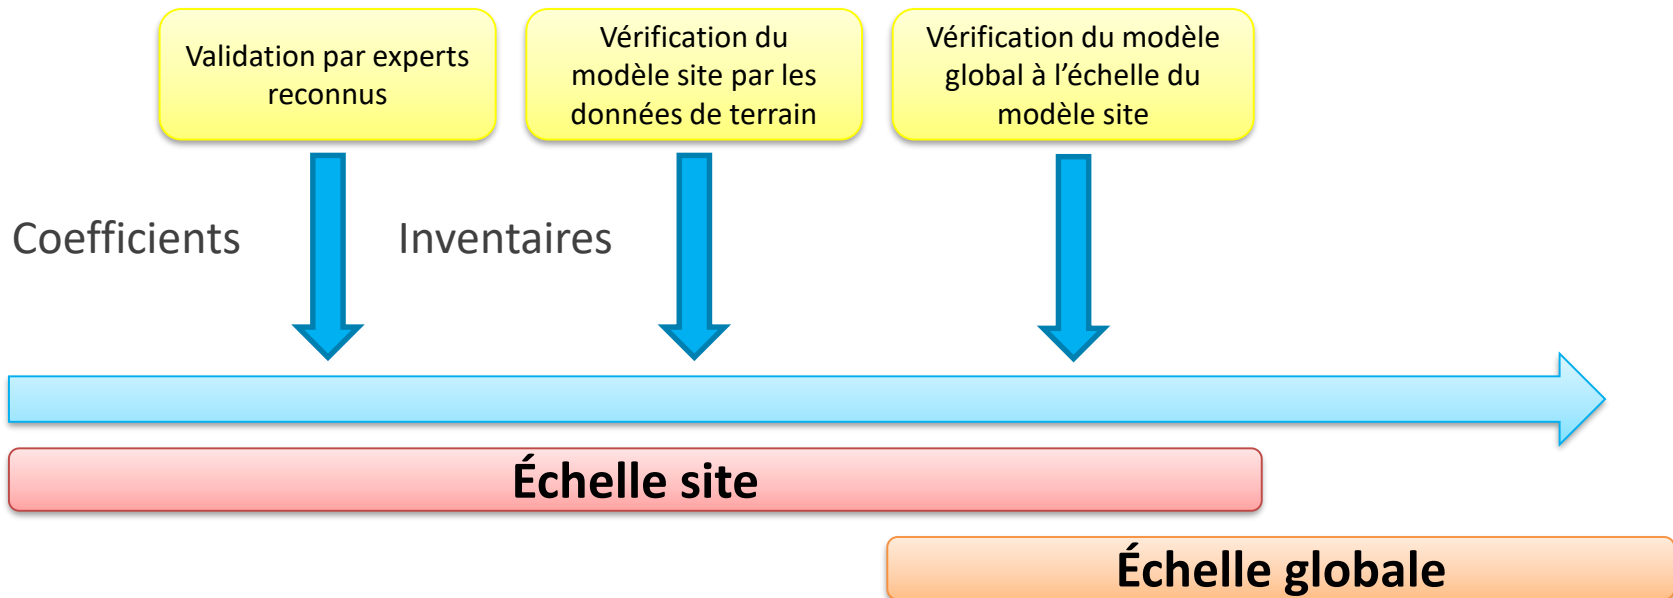 Validation par experts
reconnus
Vérification du
modèle site par les
données de terrain
Vérification du modèle
global à l’échelle du
modèle site
Coefficients
Inventaires
Échelle site
Échelle globale